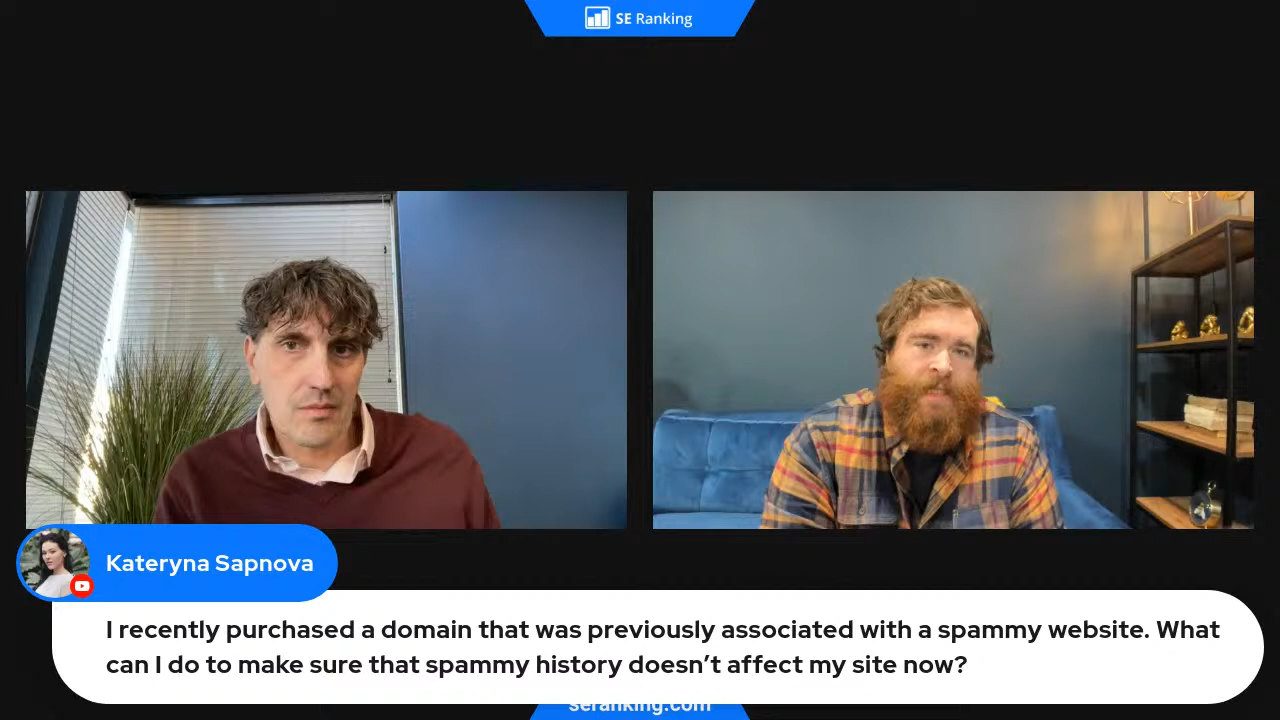 SE Ranking
Kateryna Sapnova
I recently purchased a domain that was previously associated with a spammy website. What
can I do to make sure that spammy history doesn’t affect my site now?
seranking.com